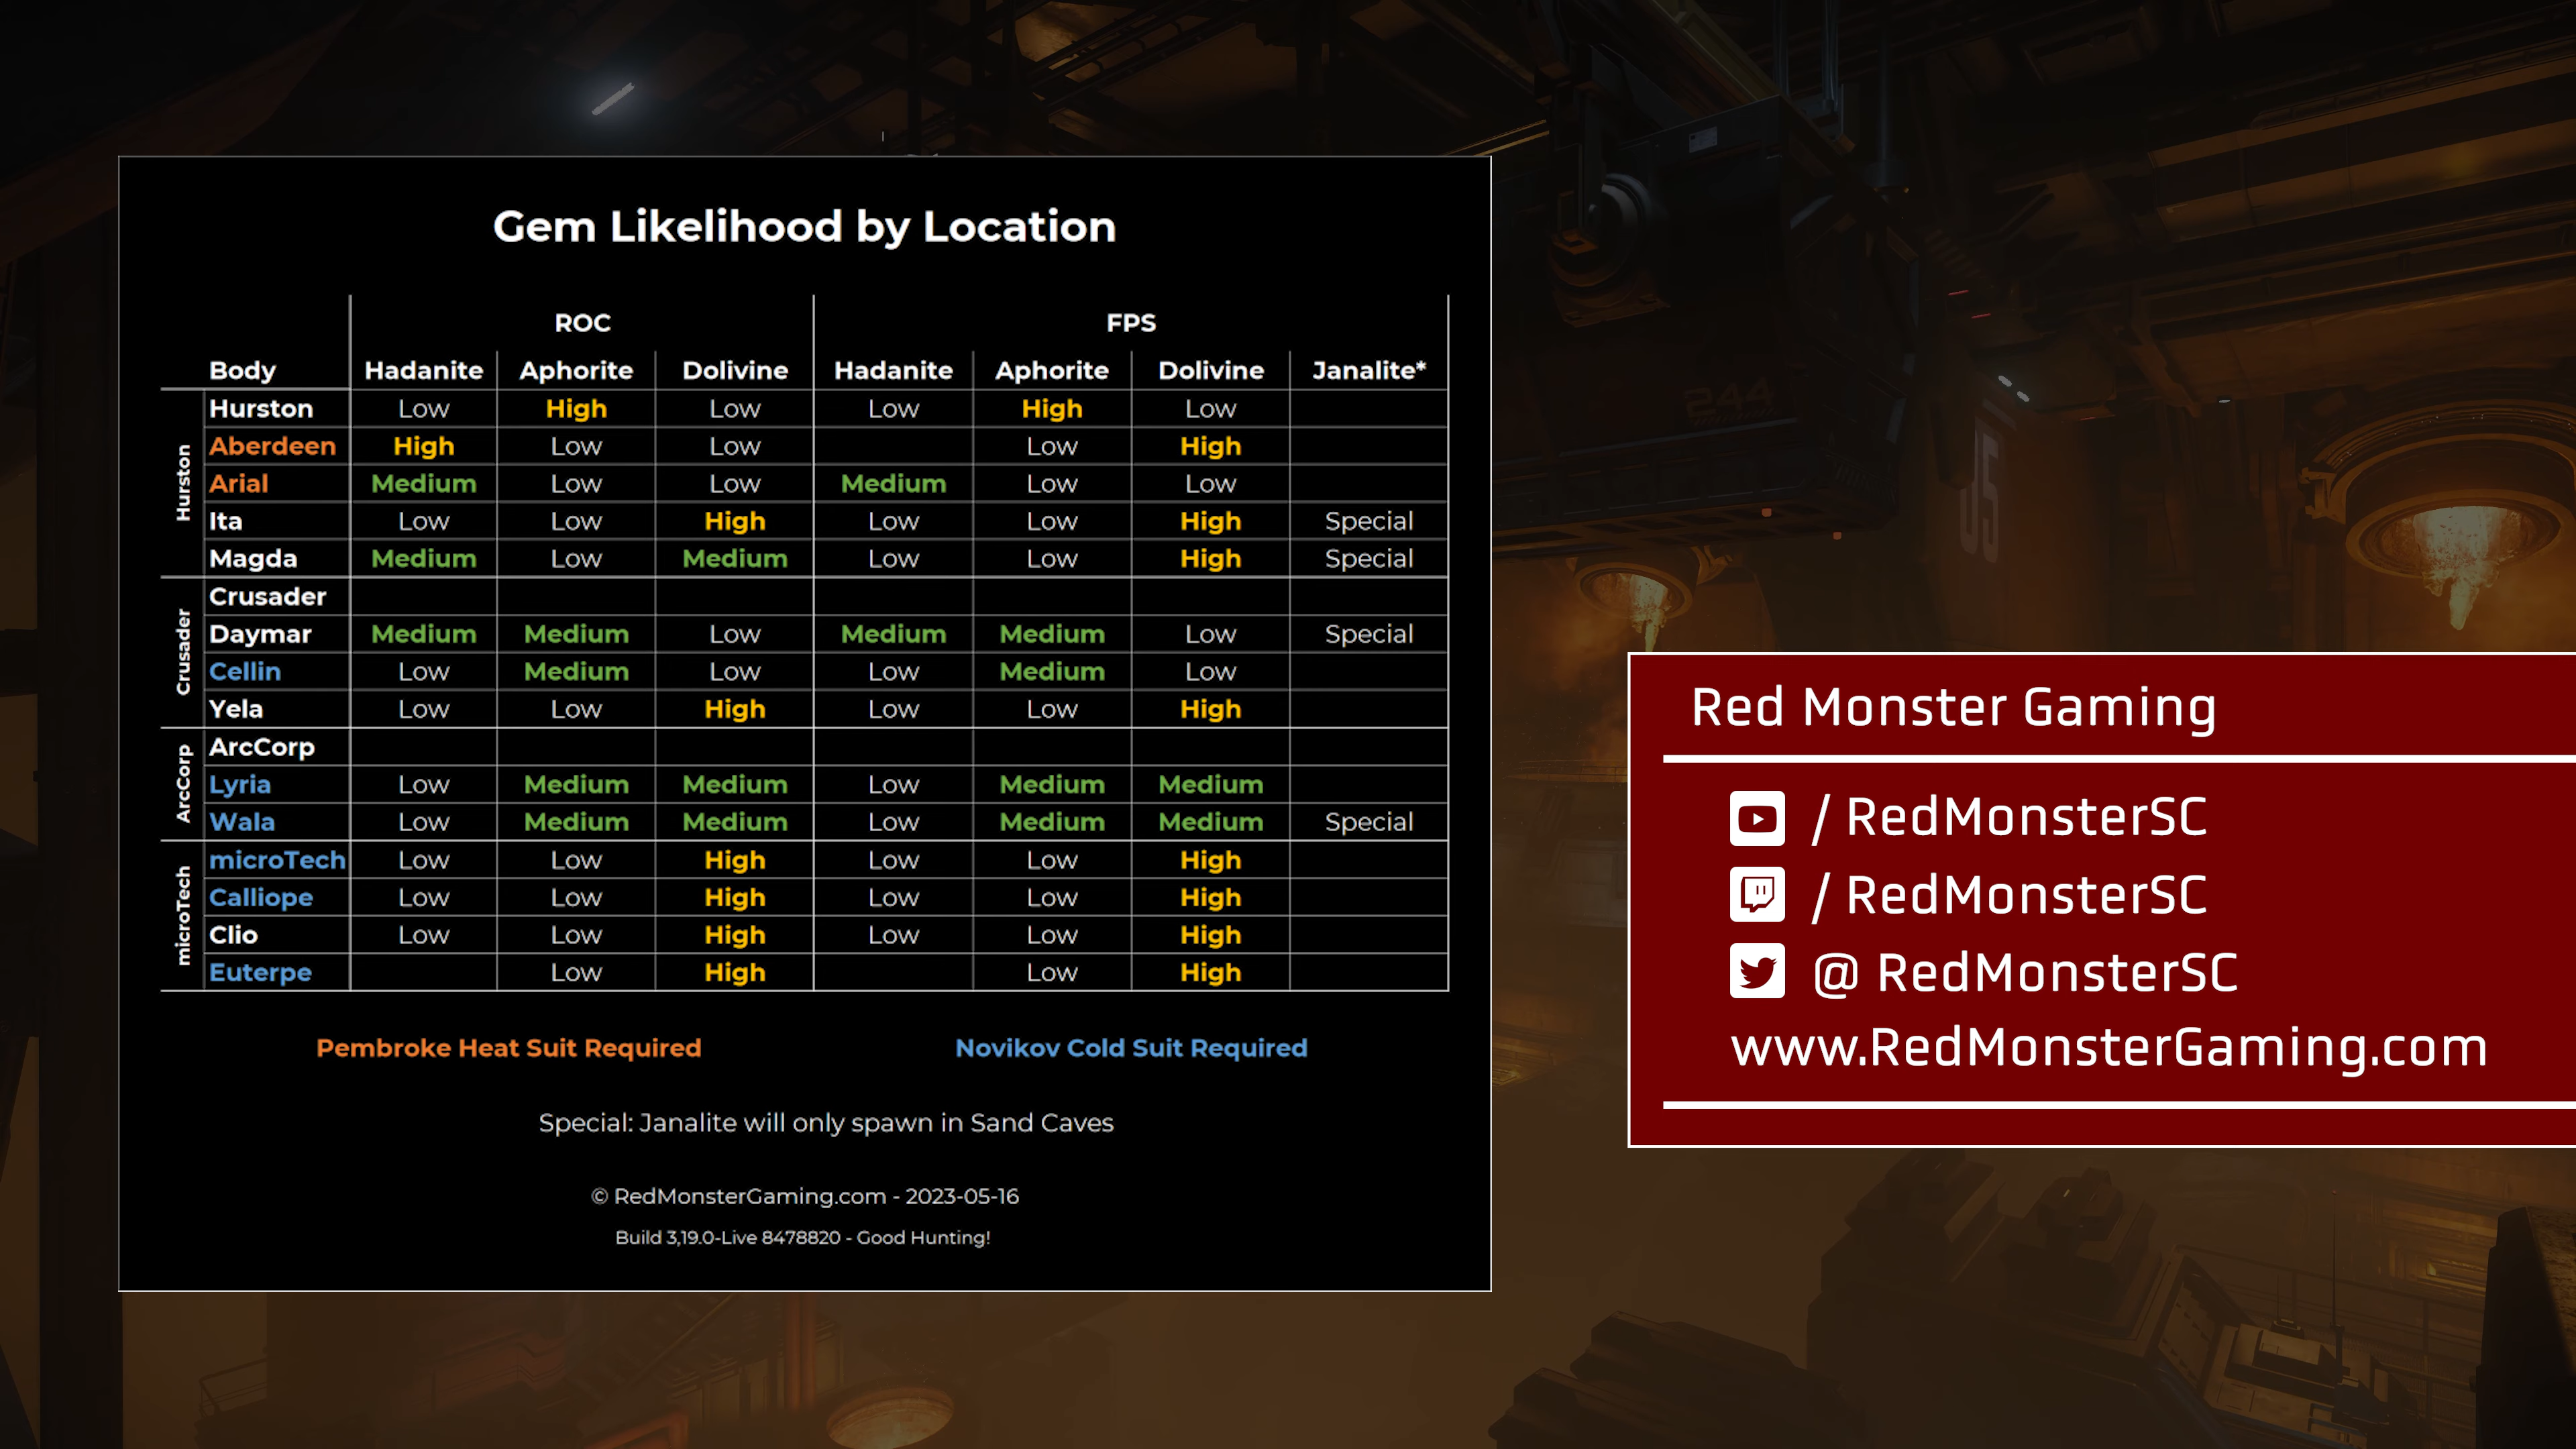 Gem Likelihood by Location
ROC FPS
Body Hadanite Aphorite Dolivine Hadanite Aphorite Dolivine Janalite*
Hurston
Hurston Low High Low Low High Low
Aberdeen High Low Low Low High
Arial Medium Low Low Medium Low Low
Ita Low Low High Low Low High Special
Magda Medium Low Medium Low Low High Special
Crusader
Crusader
Daymar Medium Medium Low Medium Medium Low Special
Cellin Low Medium Low Low Medium Low
Yela Low Low High Low Low High
ArcCorp
ArcCorp
Lyria Low Medium Medium Low Medium Medium
Wala Low Medium Medium Low Medium Medium Special
microTech
microTech Low Low High Low Low High
Calliope Low Low High Low Low High
Clio Low Low High Low Low High
Euterpe Low High Low High
Pembroke Heat Suit Required Novikov Cold Suit Required
Special: Janalite will only spawn in Sand Caves
© RedMonsterGaming.com - 2023-05-16
Build 3,19.0-Live 8478820 - Good Hunting!
Red Monster Gaming
/ RedMonsterSC
/ RedMonsterSC
@ RedMonsterSC
www.RedMonsterGaming.com
244